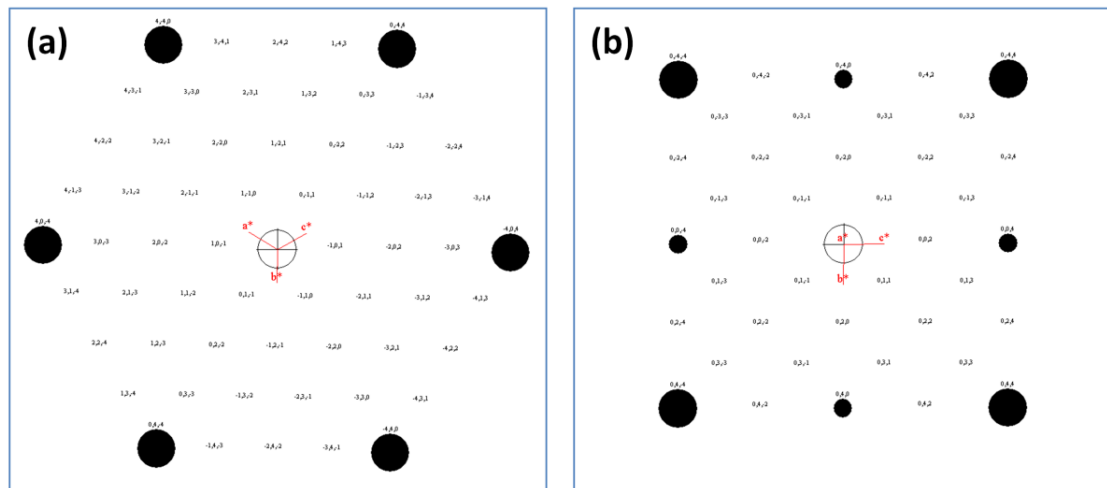 (a)
4,-4,0 3,-4,1 2,-4,2 1,-4,3 0,-4,4
4,-3,-1 3,-3,0 2,-3,1 1,-3,2 0,-3,3 -1,-3,4
4,-2,-2 3,-2,-1 2,-2,0 1,-2,1 0,-2,2 -1,-2,3 -2,-2,4
4,-1,-3 3,-1,-2 2,-1,-1 1,-1,0 0,-1,1 -1,-1,2 -2,-1,3 -3,-1,4
a* c*
4,0,-4 3,0,-3 2,0,-2 1,0,-1 -1,0,1 -2,0,2 -3,0,3 -4,0,4
b*
3,1,-4 2,1,-3 1,1,-2 0,1,-1 -1,1,0 -2,1,1 -3,1,2 -4,1,3
2,2,-4 1,2,-3 0,2,-2 -1,2,-1 -2,2,0 -3,2,1 -4,2,2
1,3,-4 0,3,-3 -1,3,-2 -2,3,-1 -3,3,0 -4,3,1
0,4,-4 -1,4,-3 -2,4,-2 -3,4,-1 -4,4,0
(b)
0,-4,-4 0,-4,-2 0,-4,0 0,-4,2 0,-4,4
0,-3,-3 0,-3,-1 0,-3,1 0,-3,3
0,-2,-4 0,-2,-2 0,-2,0 0,-2,2 0,-2,4
0,-1,-3 0,-1,-1 0,-1,1 0,-1,3
0,0,-4 0,0,-2 a* c* 0,0,2 0,0,4
b*
0,1,-3 0,1,-1 0,1,1 0,1,3
0,2,-4 0,2,-2 0,2,0 0,2,2 0,2,4
0,3,-3 0,3,-1 0,3,1 0,3,3
0,4,-4 0,4,-2 0,4,0 0,4,2 0,4,4